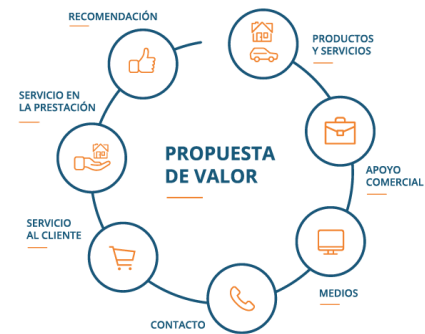 RECOMENDACIÓN
PRODUCTOS
Y SERVICIOS
SERVICIO EN
LA PRESTACIÓN
PROPUESTA
DE VALOR
APOYO
COMERCIAL
SERVICIO
AL CLIENTE
MEDIOS
CONTACTO